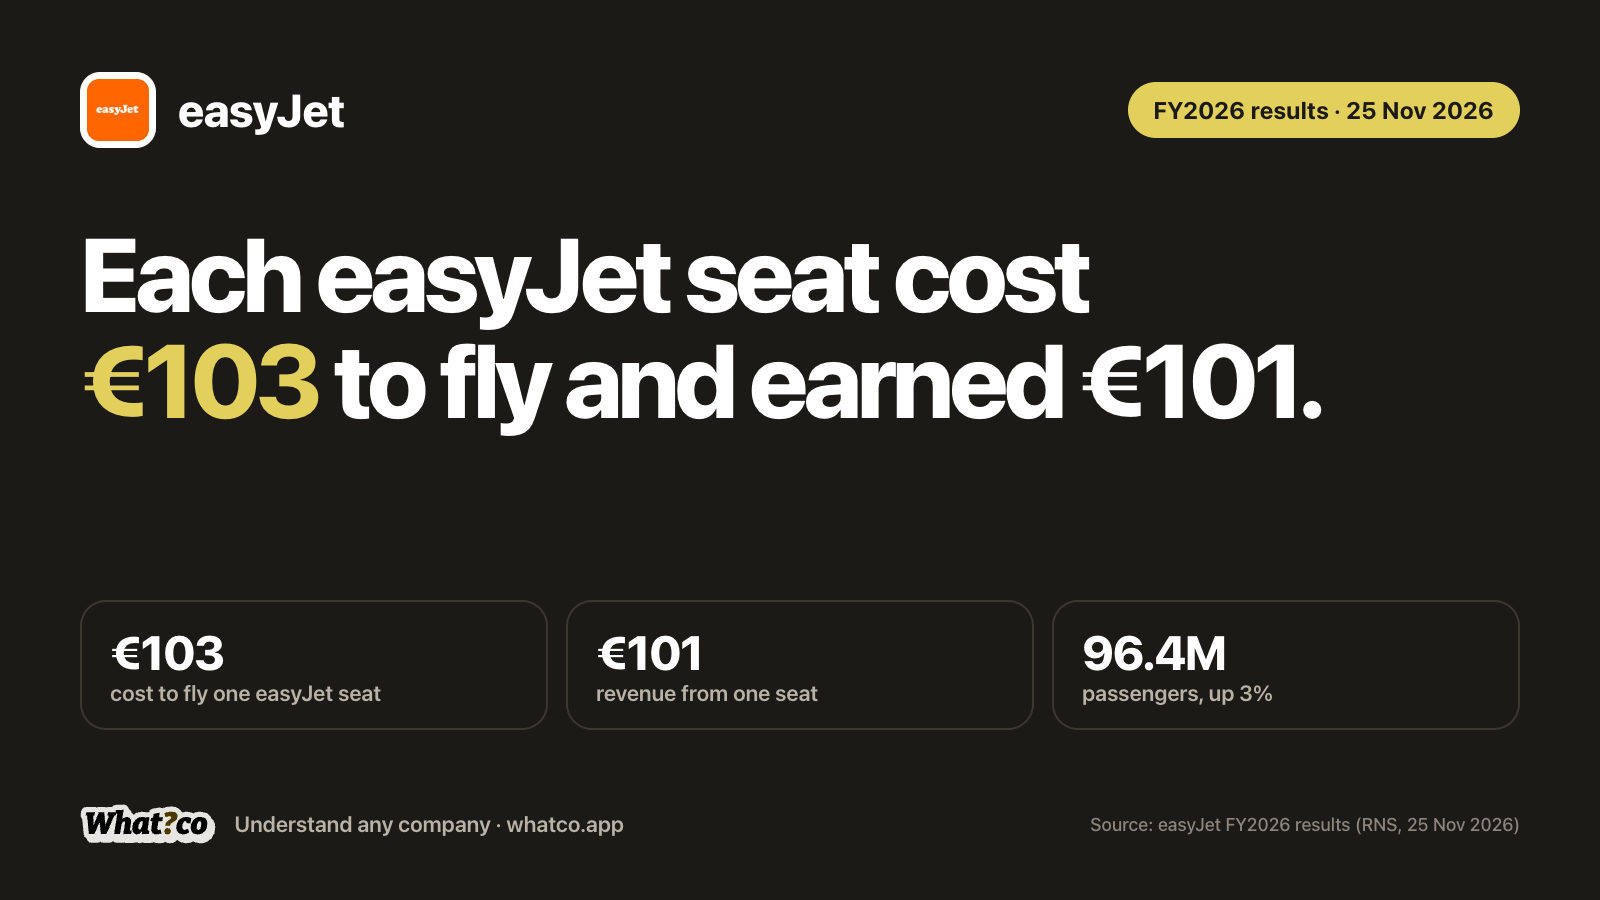 easyJet
easyJet
FY2026 results · 25 Nov 2026
Each easyJet seat cost
€103 to fly and earned €101.
€103
cost to fly one easyJet seat
€101
revenue from one seat
96.4M
passengers, up 3%
What?co
Understand any company · whatco.app
Source: easyJet FY2026 results (RNS, 25 Nov 2026)